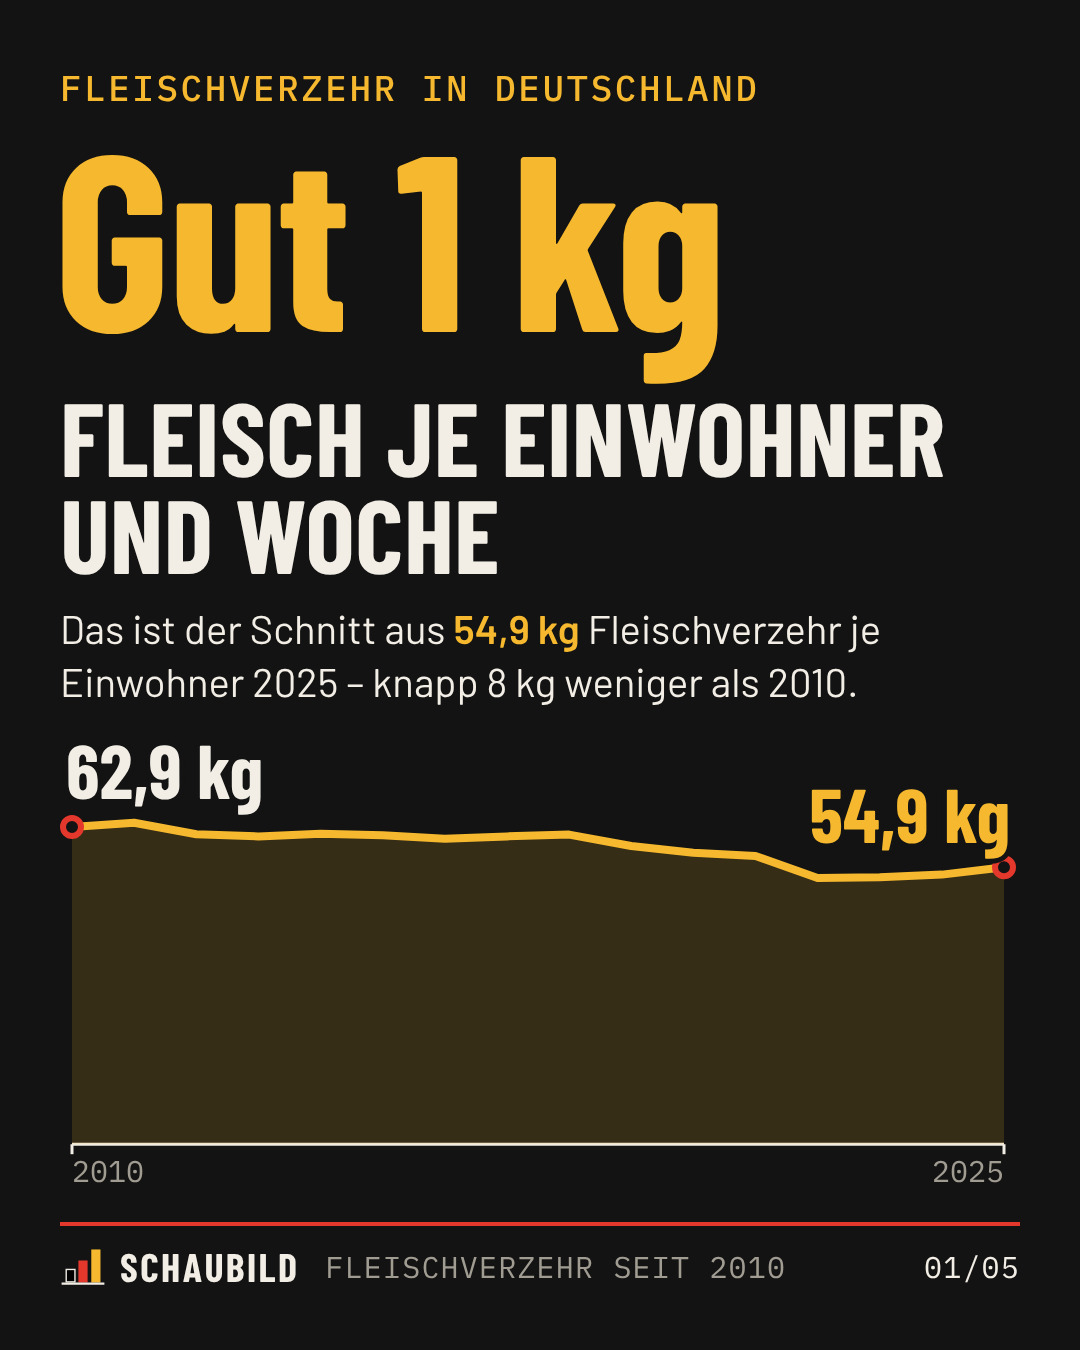 FLEISCHVERZEHR IN DEUTSCHLAND
Gut 1 kg
FLEISCH JE EINWOHNER
UND WOCHE
Das ist der Schnitt aus 54,9 kg Fleischverzehr je
Einwohner 2025 – knapp 8 kg weniger als 2010.
62,9 kg
54,9 kg
2010 2025
SCHAUBILD FLEISCHVERZEHR SEIT 2010 01/05